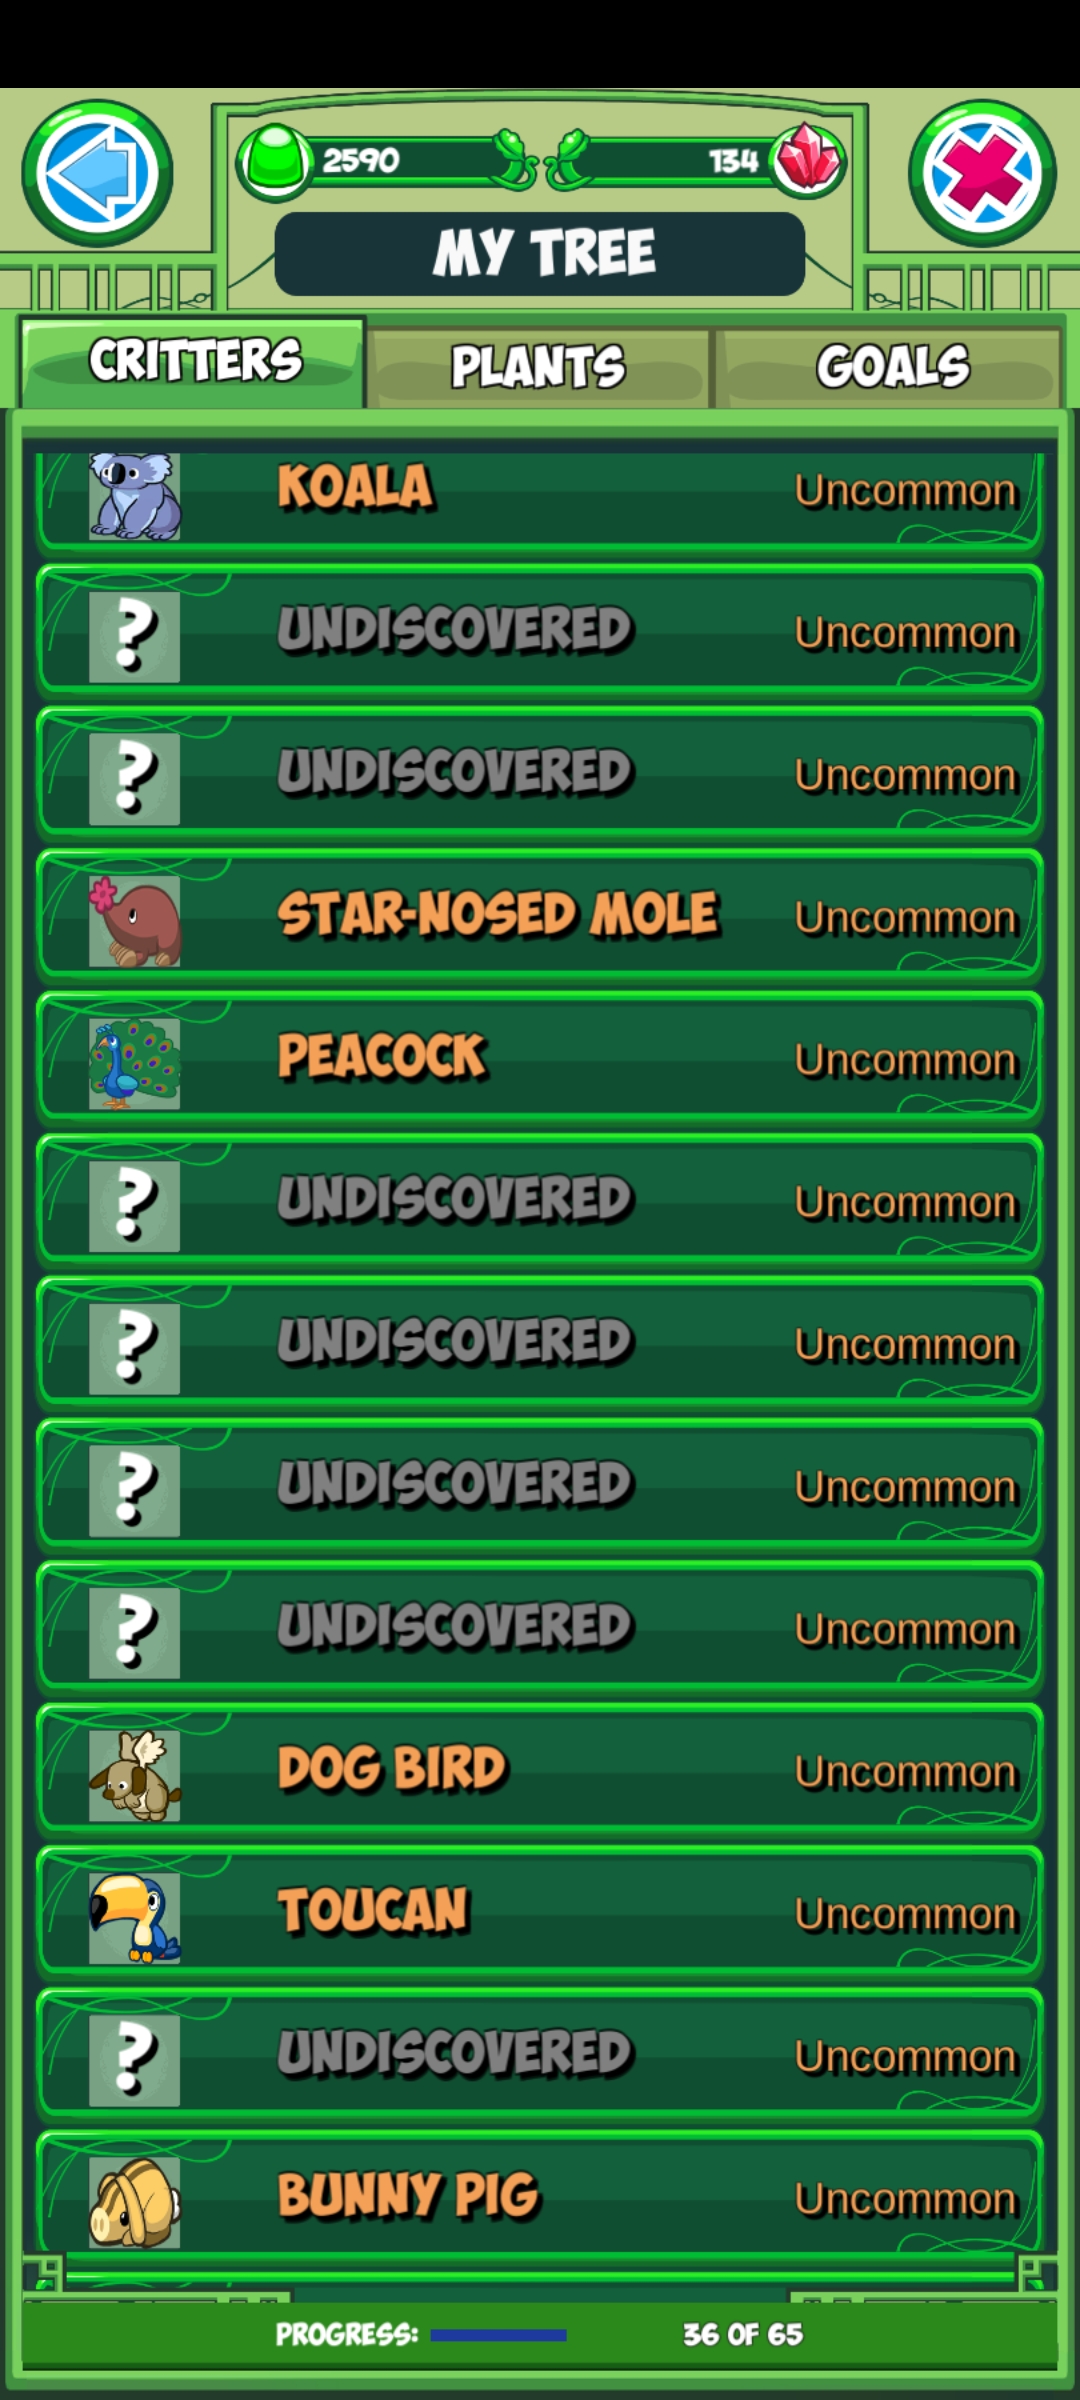 2590
134
MY TREE
CRITTERS
PLANTS
GOALS
KOALA Uncommon
? UNDISCOVERED Uncommon
? UNDISCOVERED Uncommon
STAR-NOSED MOLE Uncommon
PEACOCK Uncommon
? UNDISCOVERED Uncommon
? UNDISCOVERED Uncommon
? UNDISCOVERED Uncommon
? UNDISCOVERED Uncommon
DOG BIRD Uncommon
TOUCAN Uncommon
? UNDISCOVERED Uncommon
BUNNY PIG Uncommon
PROGRESS: 36 OF 65